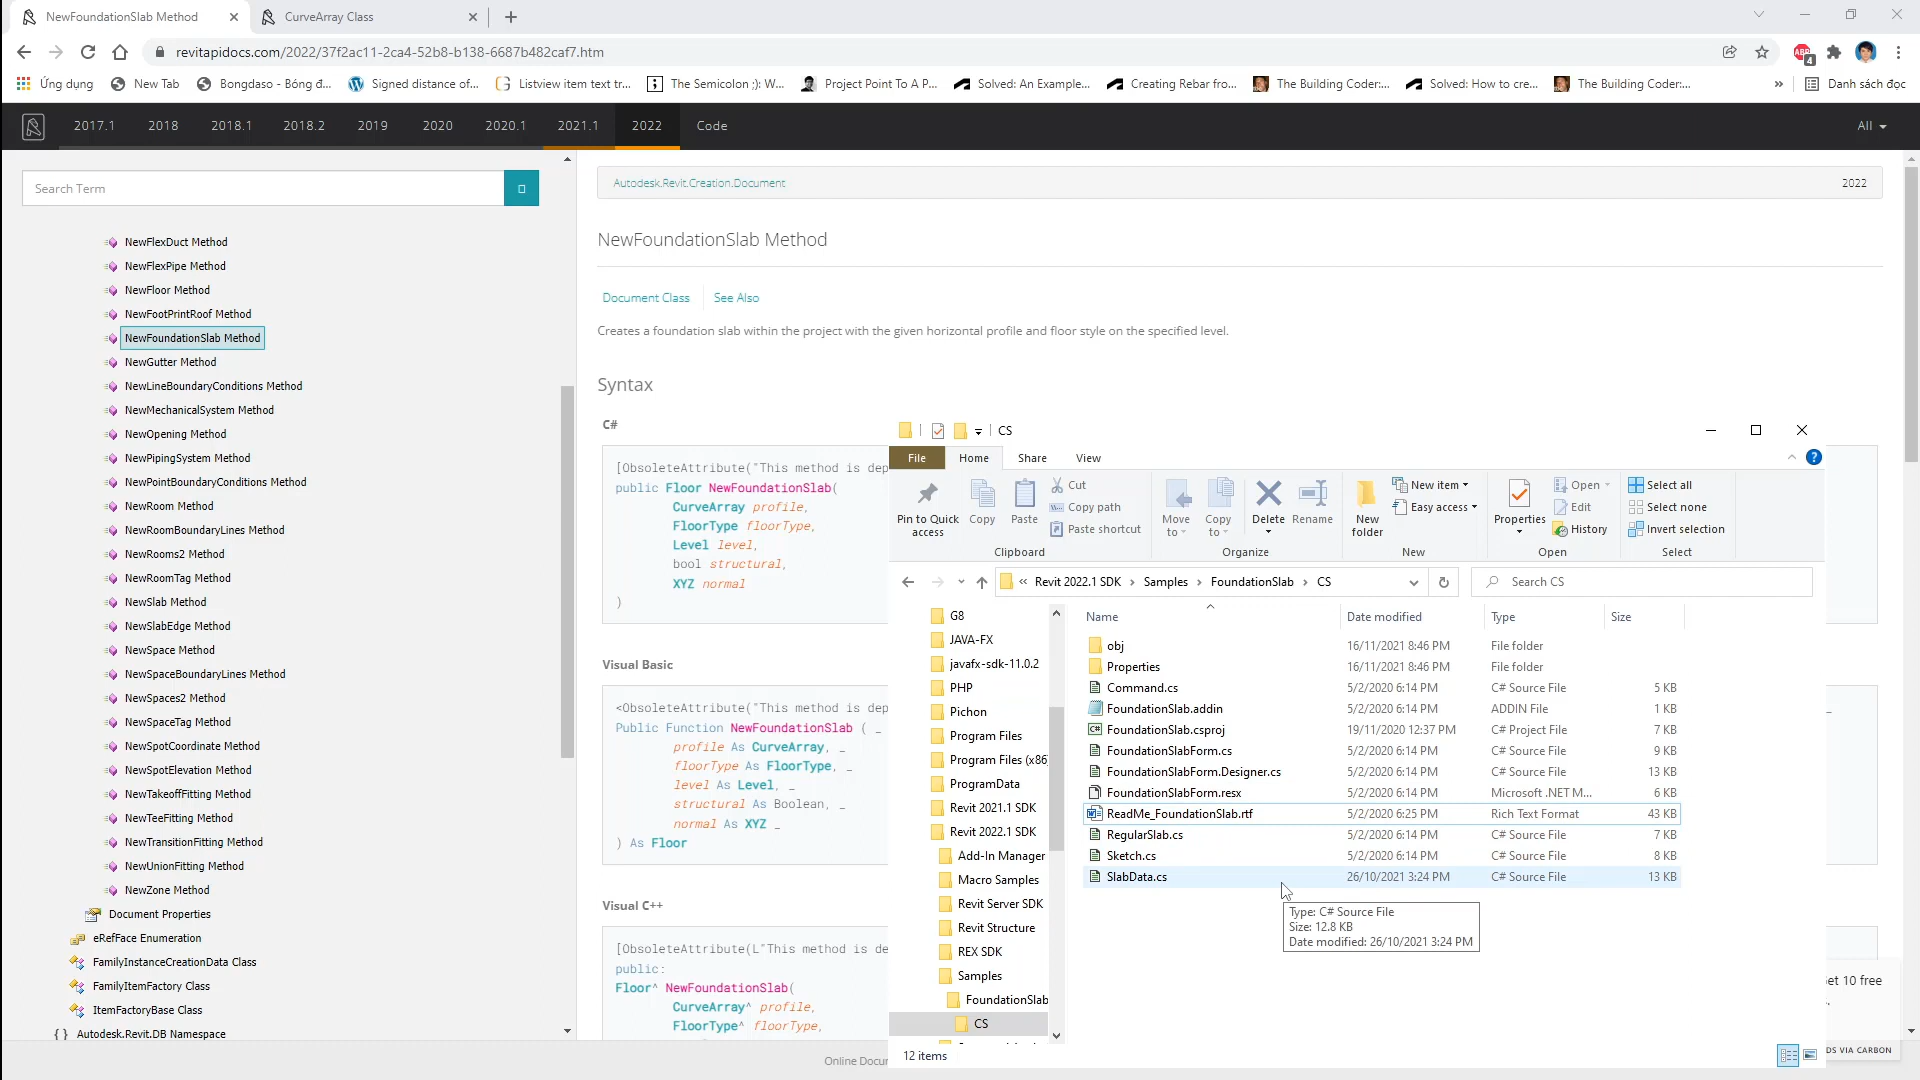 NewFoundationSlab Method
CurveArray Class
revitapidocs.com/2022/37f2ac11-2ca4-52b8-b138-6687b482caf7.htm
Ứng dụng
New Tab
Bongdaso - Bóng đ...
Signed distance of...
Listview item text tr...
The Semicolon ;): W...
Project Point To A P...
Solved: An Example...
Creating Rebar fro...
The Building Coder:...
Solved: How to cre...
The Building Coder:...
»
Danh sách đọc
2017.1
2018
2018.1
2018.2
2019
2020
2020.1
2021.1
2022
Code
All
Search Term
NewFlexDuct Method
NewFlexPipe Method
NewFloor Method
NewFootPrintRoof Method
NewFoundationSlab Method
NewGutter Method
NewLineBoundaryConditions Method
NewMechanicalSystem Method
NewOpening Method
NewPipingSystem Method
NewPointBoundaryConditions Method
NewRoom Method
NewRoomBoundaryLines Method
NewRooms2 Method
NewRoomTag Method
NewSlab Method
NewSlabEdge Method
NewSpace Method
NewSpaceBoundaryLines Method
NewSpaces2 Method
NewSpaceTag Method
NewSpotCoordinate Method
NewSpotElevation Method
NewTakeoffFitting Method
NewTeeFitting Method
NewTransitionFitting Method
NewUnionFitting Method
NewZone Method
Document Properties
eRefFace Enumeration
FamilyInstanceCreationData Class
FamilyItemFactory Class
ItemFactoryBase Class
{ } Autodesk.Revit.DB Namespace
Autodesk.Revit.Creation.Document
2022
NewFoundationSlab Method
Document Class
See Also
Creates a foundation slab within the project with the given horizontal profile and floor style on the specified level.
Syntax
C#
[ObsoleteAttribute("This method is dep
public Floor NewFoundationSlab(
CurveArray profile,
FloorType floorType,
Level level,
bool structural,
XYZ normal
)
Visual Basic
<ObsoleteAttribute("This method is dep
Public Function NewFoundationSlab ( _
profile As CurveArray, _
floorType As FloorType, _
level As Level, _
structural As Boolean, _
normal As XYZ _
) As Floor
Visual C++
[ObsoleteAttribute(L"This method is de
public:
Floor^ NewFoundationSlab(
CurveArray^ profile,
FloorType^ floorType,
Online Docu
CS
File
Home
Share
View
Pin to Quick access
Copy
Paste
Cut
Copy path
Paste shortcut
Clipboard
Move to
Copy to
Delete
Rename
Organize
New folder
New item
Easy access
New
Properties
Open
Edit
History
Open
Select all
Select none
Invert selection
Select
« Revit 2022.1 SDK > Samples > FoundationSlab > CS
Search CS
G8
JAVA-FX
javafx-sdk-11.0.2
PHP
Pichon
Program Files
Program Files (x86
ProgramData
Revit 2021.1 SDK
Revit 2022.1 SDK
Add-In Manager
Macro Samples
Revit Server SDK
Revit Structure
REX SDK
Samples
FoundationSlab
CS
Name Date modified Type Size
obj 16/11/2021 8:46 PM File folder
Properties 16/11/2021 8:46 PM File folder
Command.cs 5/2/2020 6:14 PM C# Source File 5 KB
FoundationSlab.addin 5/2/2020 6:14 PM ADDIN File 1 KB
FoundationSlab.csproj 19/11/2020 12:37 PM C# Project File 7 KB
FoundationSlabForm.cs 5/2/2020 6:14 PM C# Source File 9 KB
FoundationSlabForm.Designer.cs 5/2/2020 6:14 PM C# Source File 13 KB
FoundationSlabForm.resx 5/2/2020 6:14 PM Microsoft .NET M... 6 KB
ReadMe_FoundationSlab.rtf 5/2/2020 6:25 PM Rich Text Format 43 KB
RegularSlab.cs 5/2/2020 6:14 PM C# Source File 7 KB
Sketch.cs 5/2/2020 6:14 PM C# Source File 8 KB
SlabData.cs 26/10/2021 3:24 PM C# Source File 13 KB
Type: C# Source File
Size: 12.8 KB
Date modified: 26/10/2021 3:24 PM
12 items
et 10 free
DS VIA CARBON